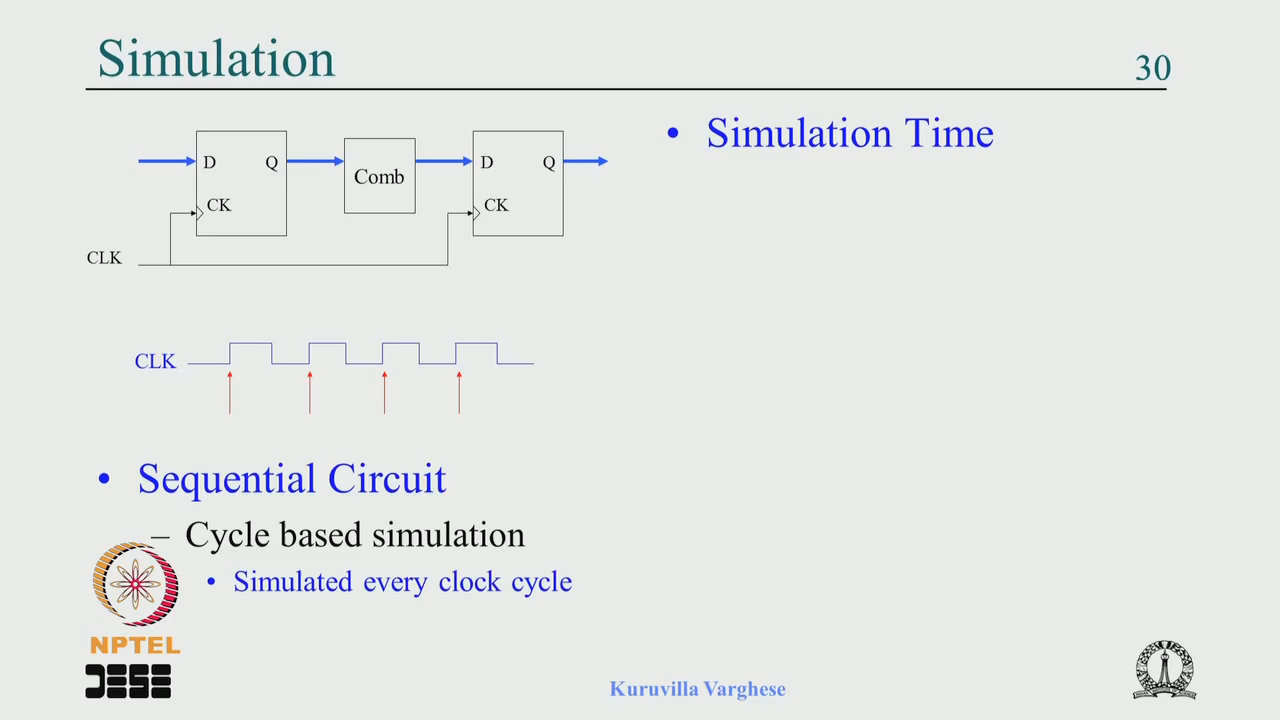 Simulation
30
D Q Comb D Q
CK CK
CLK
• Simulation Time
CLK
• Sequential Circuit
– Cycle based simulation
• Simulated every clock cycle
NPTEL
DESE
Kuruvilla Varghese